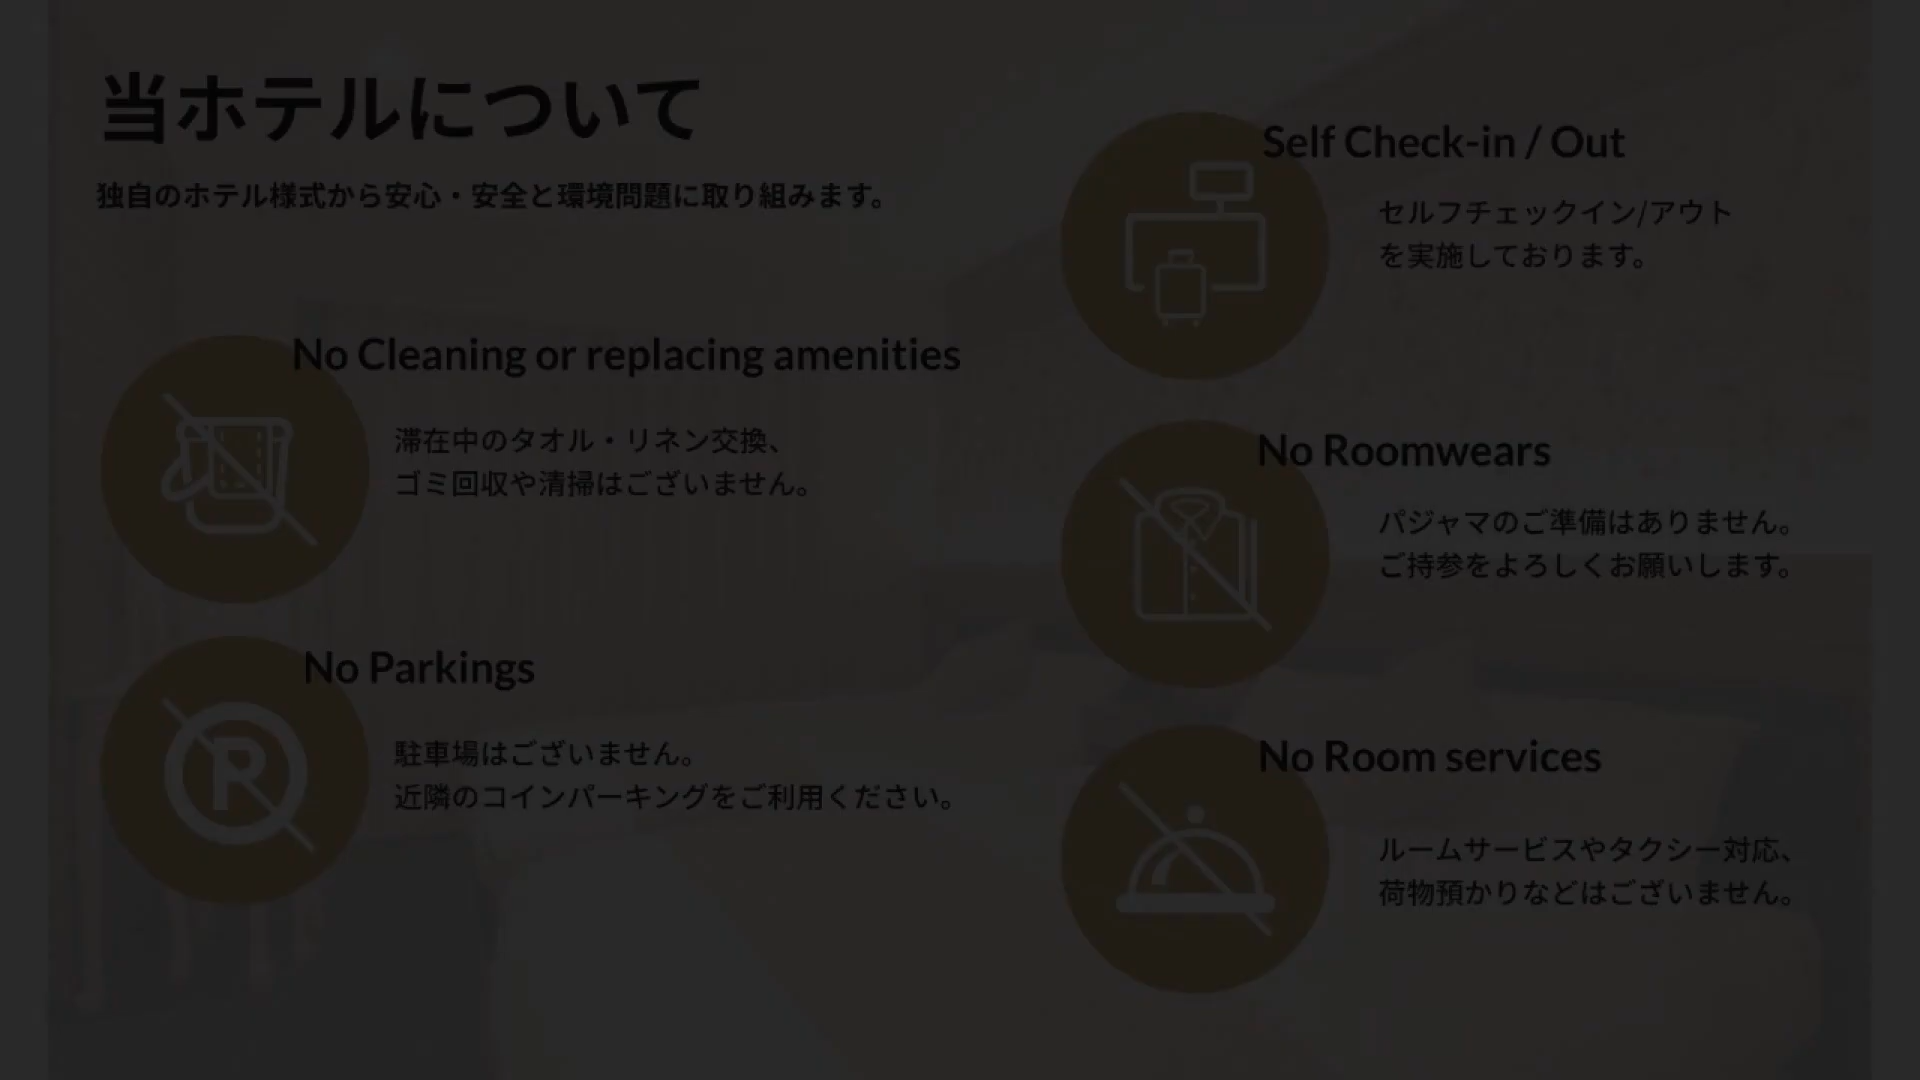 当ホテルについて
独自のホテル様式から安心・安全と環境問題に取り組みます。
No Cleaning or replacing amenities
滞在中のタオル・リネン交換、
ゴミ回収や清掃はございません。
No Parkings
P
駐車場はございません。
近隣のコインパーキングをご利用ください。
Self Check-in / Out
セルフチェックイン/アウト
を実施しております。
No Roomwears
パジャマのご準備はありません。
ご持参をよろしくお願いします。
No Room services
ルームサービスやタクシー対応、
荷物預かりなどはございません。